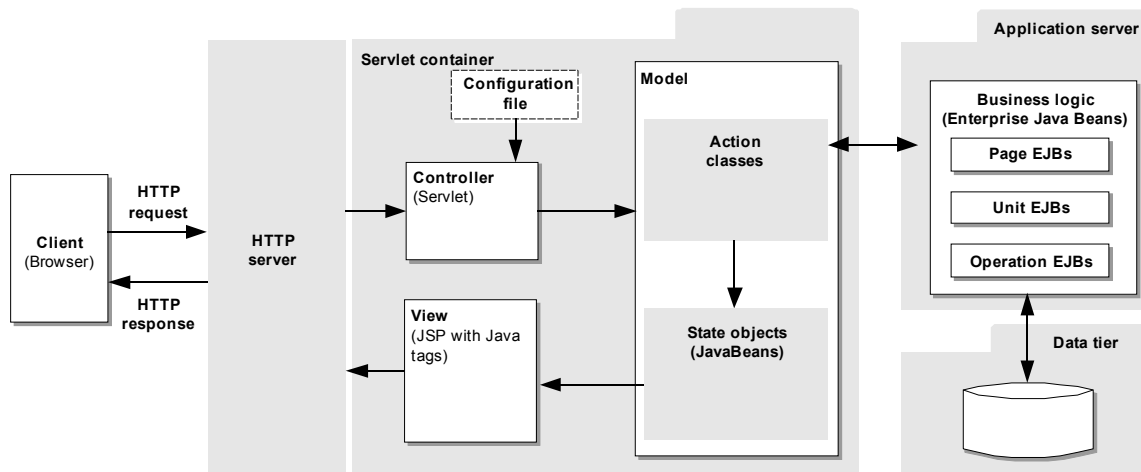 Application server
Servlet container
Configuration
file
Model
Business logic
(Enterprise Java Beans)
Action
classes
Page EJBs
Controller
(Servlet)
HTTP
request
Unit EJBs
Client
(Browser)
HTTP
server
Operation EJBs
HTTP
response
View
(JSP with Java
tags)
State objects
(JavaBeans)
Data tier